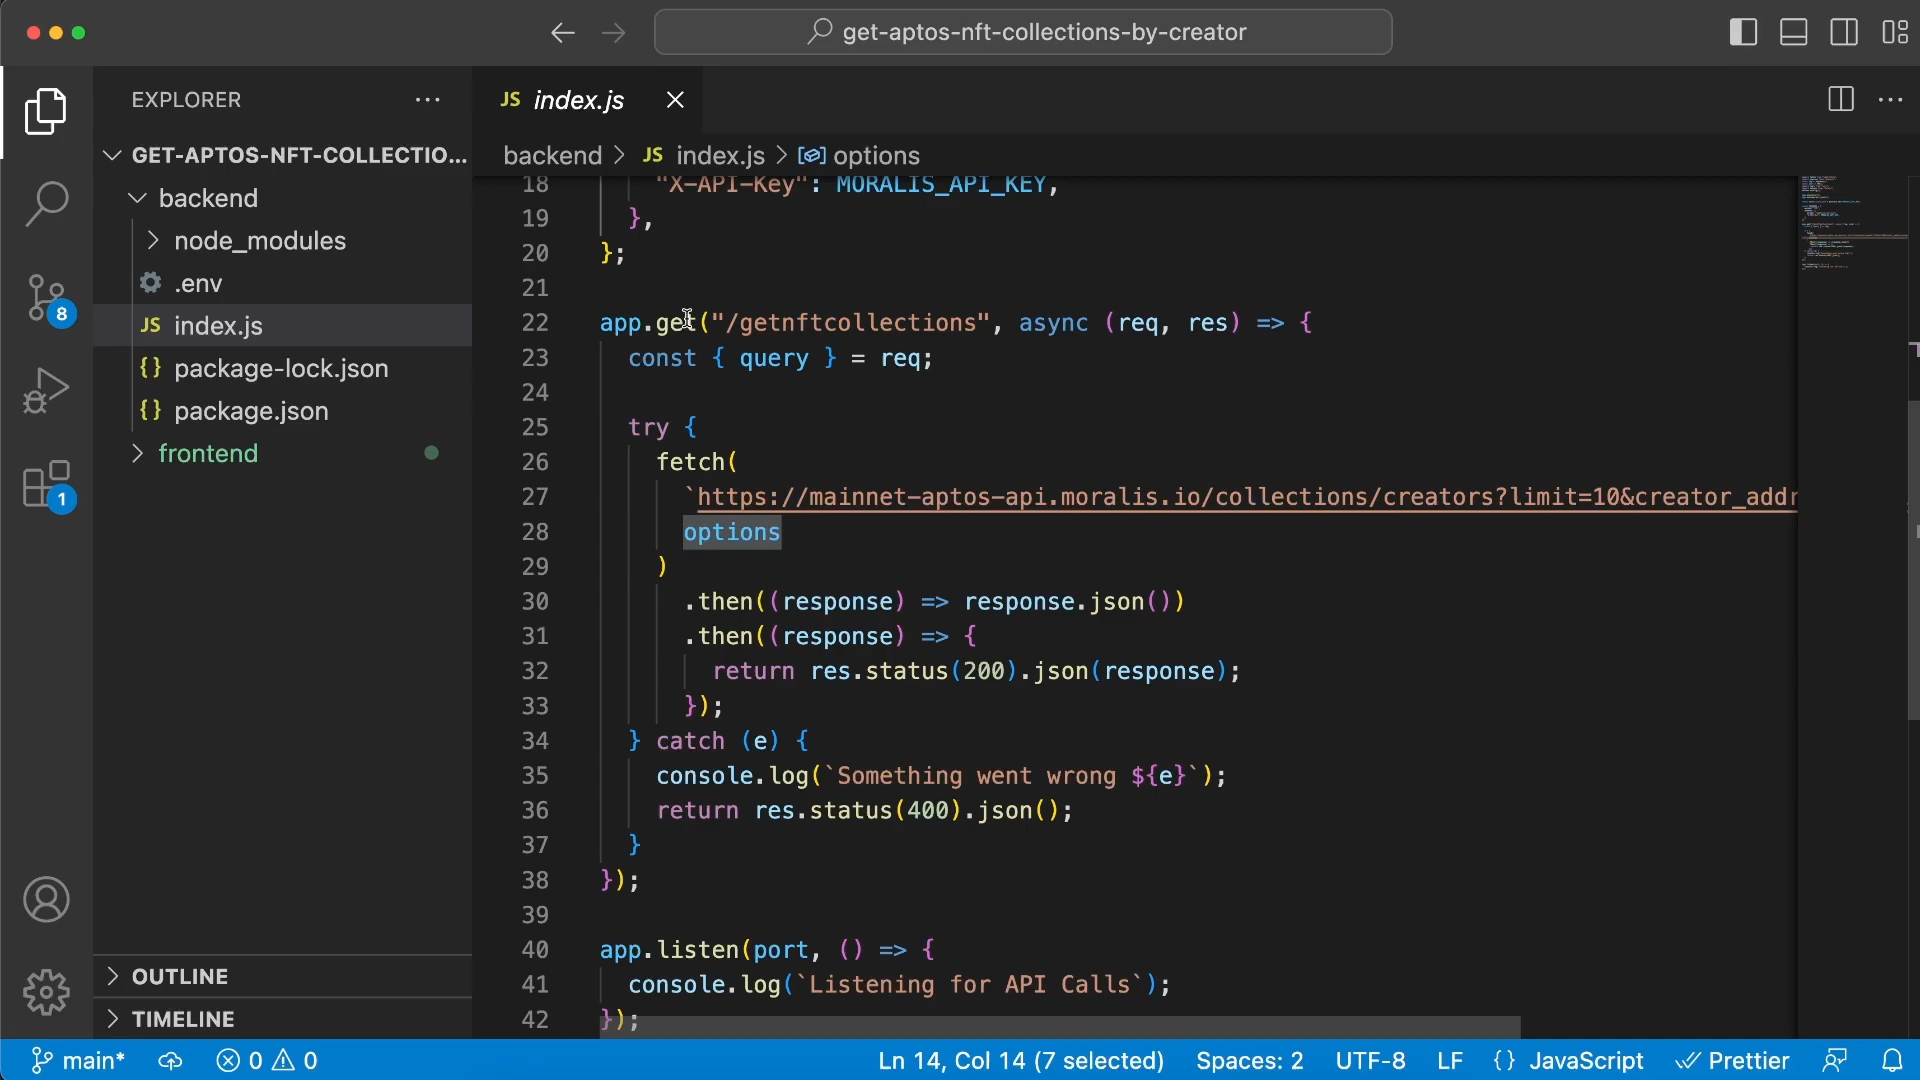 get-aptos-nft-collections-by-creator
EXPLORER
JS index.js
GET-APTOS-NFT-COLLECTIO...
backend > JS index.js > options
backend
node_modules
.env
JS index.js
{} package-lock.json
{} package.json
frontend
18 "X-API-Key": MORALIS_API_KEY,
19 },
20 };
21
22 app.get("/getnftcollections", async (req, res) => {
23 const { query } = req;
24
25 try {
26 fetch(
27 `https://mainnet-aptos-api.moralis.io/collections/creators?limit=10&creator_addr
28 options
29 )
30 .then((response) => response.json())
31 .then((response) => {
32 return res.status(200).json(response);
33 });
34 } catch (e) {
35 console.log(`Something went wrong ${e}`);
36 return res.status(400).json();
37 }
38 });
39
40 app.listen(port, () => {
41 console.log(`Listening for API Calls`);
42 });
8
1
OUTLINE
TIMELINE
main* 0 0 Ln 14, Col 14 (7 selected) Spaces: 2 UTF-8 LF {} JavaScript Prettier